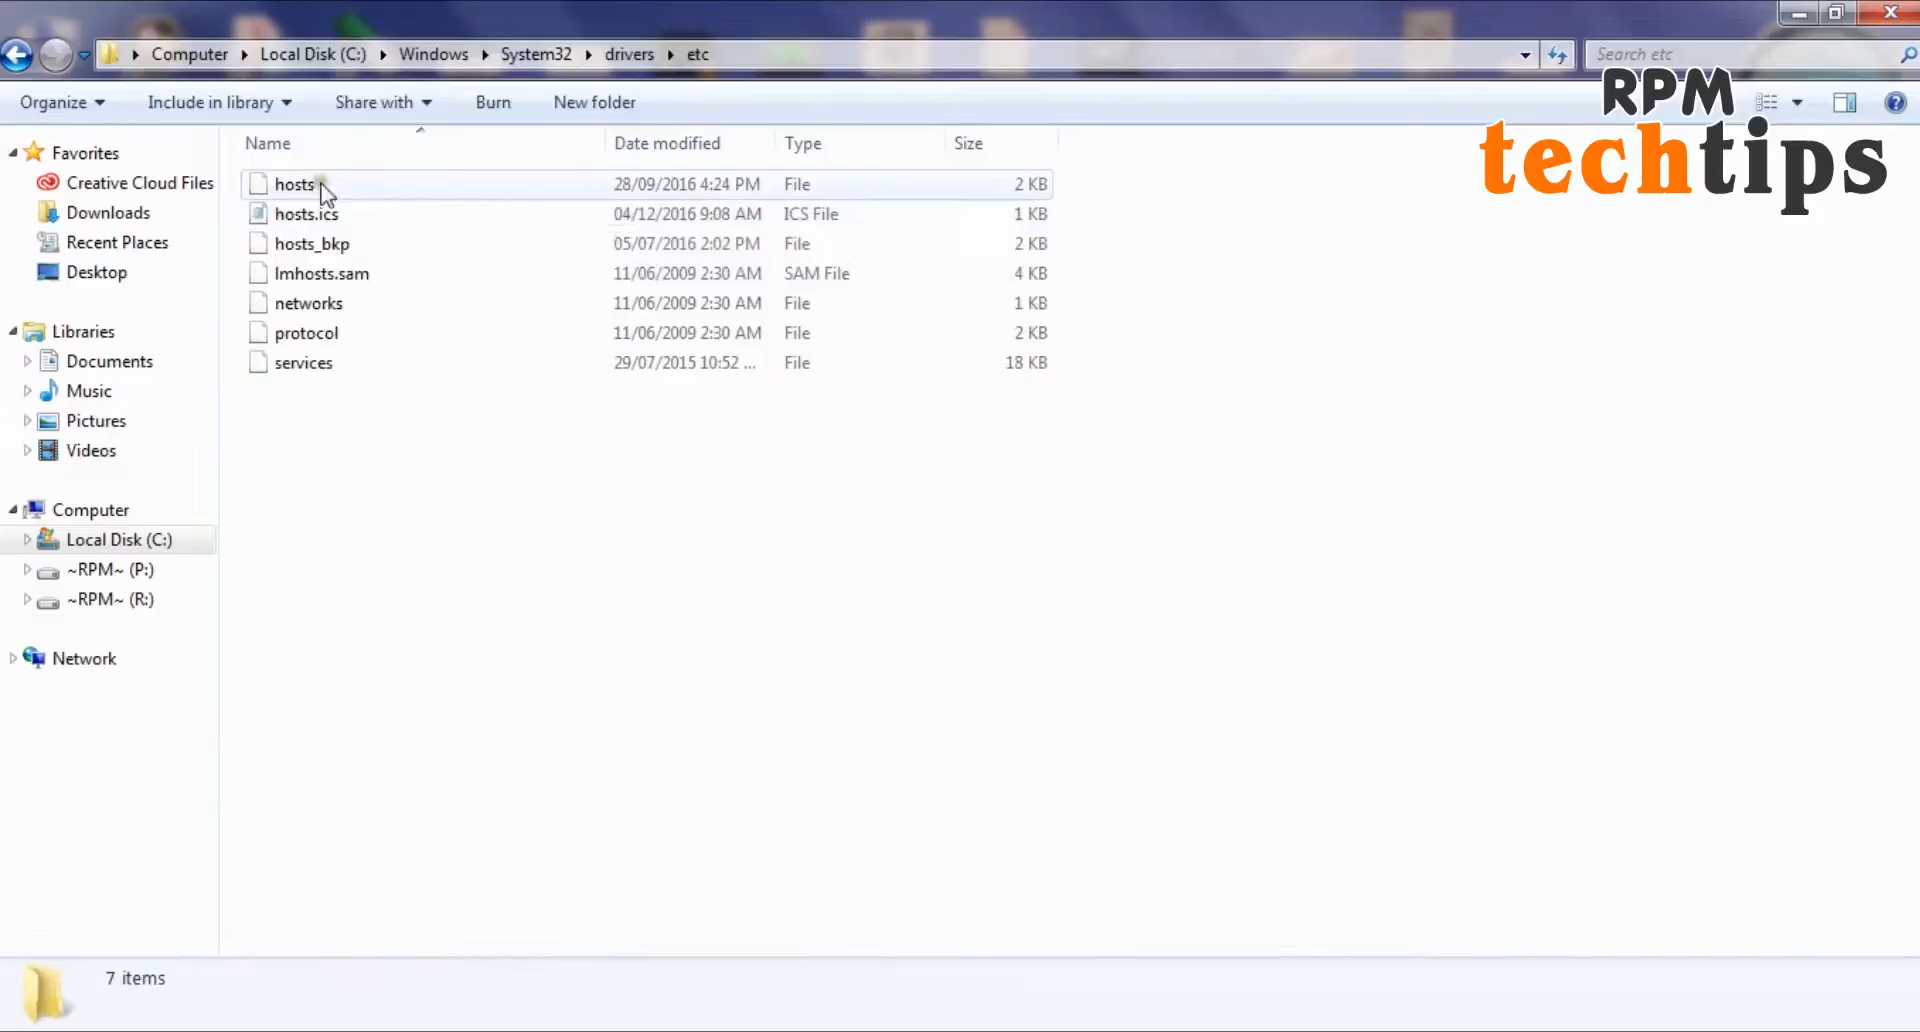 Computer Local Disk (C:) Windows System32 drivers etc
Search etc
Organize Include in library Share with Burn New folder
RPM
techtips
Name Date modified Type Size
Favorites
Creative Cloud Files
Downloads
Recent Places
Desktop
Libraries
Documents
Music
Pictures
Videos
Computer
Local Disk (C:)
~RPM~ (P:)
~RPM~ (R:)
Network
hosts 28/09/2016 4:24 PM File 2 KB
hosts.ics 04/12/2016 9:08 AM ICS File 1 KB
hosts_bkp 05/07/2016 2:02 PM File 2 KB
lmhosts.sam 11/06/2009 2:30 AM SAM File 4 KB
networks 11/06/2009 2:30 AM File 1 KB
protocol 11/06/2009 2:30 AM File 2 KB
services 29/07/2015 10:52 ... File 18 KB
7 items